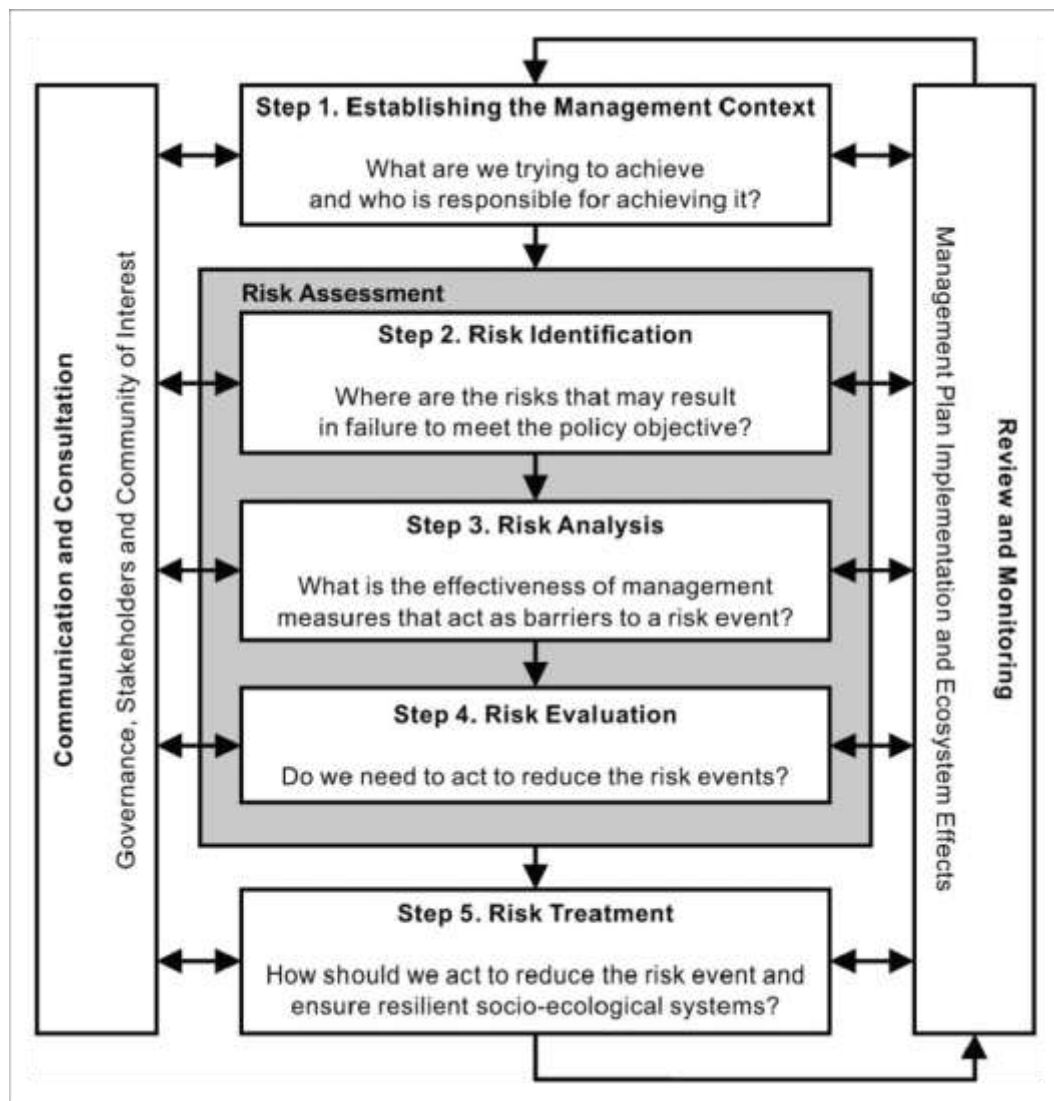 Communication and Consultation
Governance, Stakeholders and Community of Interest
Step 1. Establishing the Management Context
What are we trying to achieve
and who is responsible for achieving it?
Risk Assessment
Step 2. Risk Identification
Where are the risks that may result
in failure to meet the policy objective?
Step 3. Risk Analysis
What is the effectiveness of management
measures that act as barriers to a risk event?
Step 4. Risk Evaluation
Do we need to act to reduce the risk events?
Step 5. Risk Treatment
How should we act to reduce the risk event and
ensure resilient socio-ecological systems?
Management Plan Implementation and Ecosystem Effects
Review and Monitoring